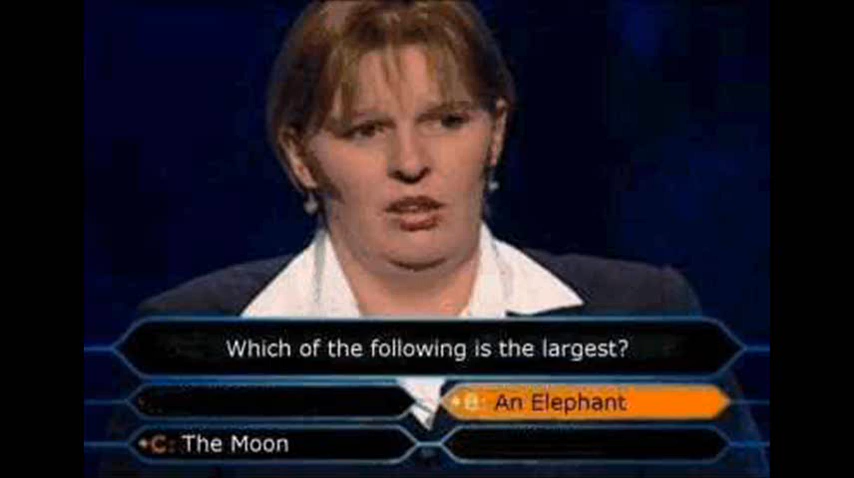 Which of the following is the largest?
B: An Elephant
C: The Moon